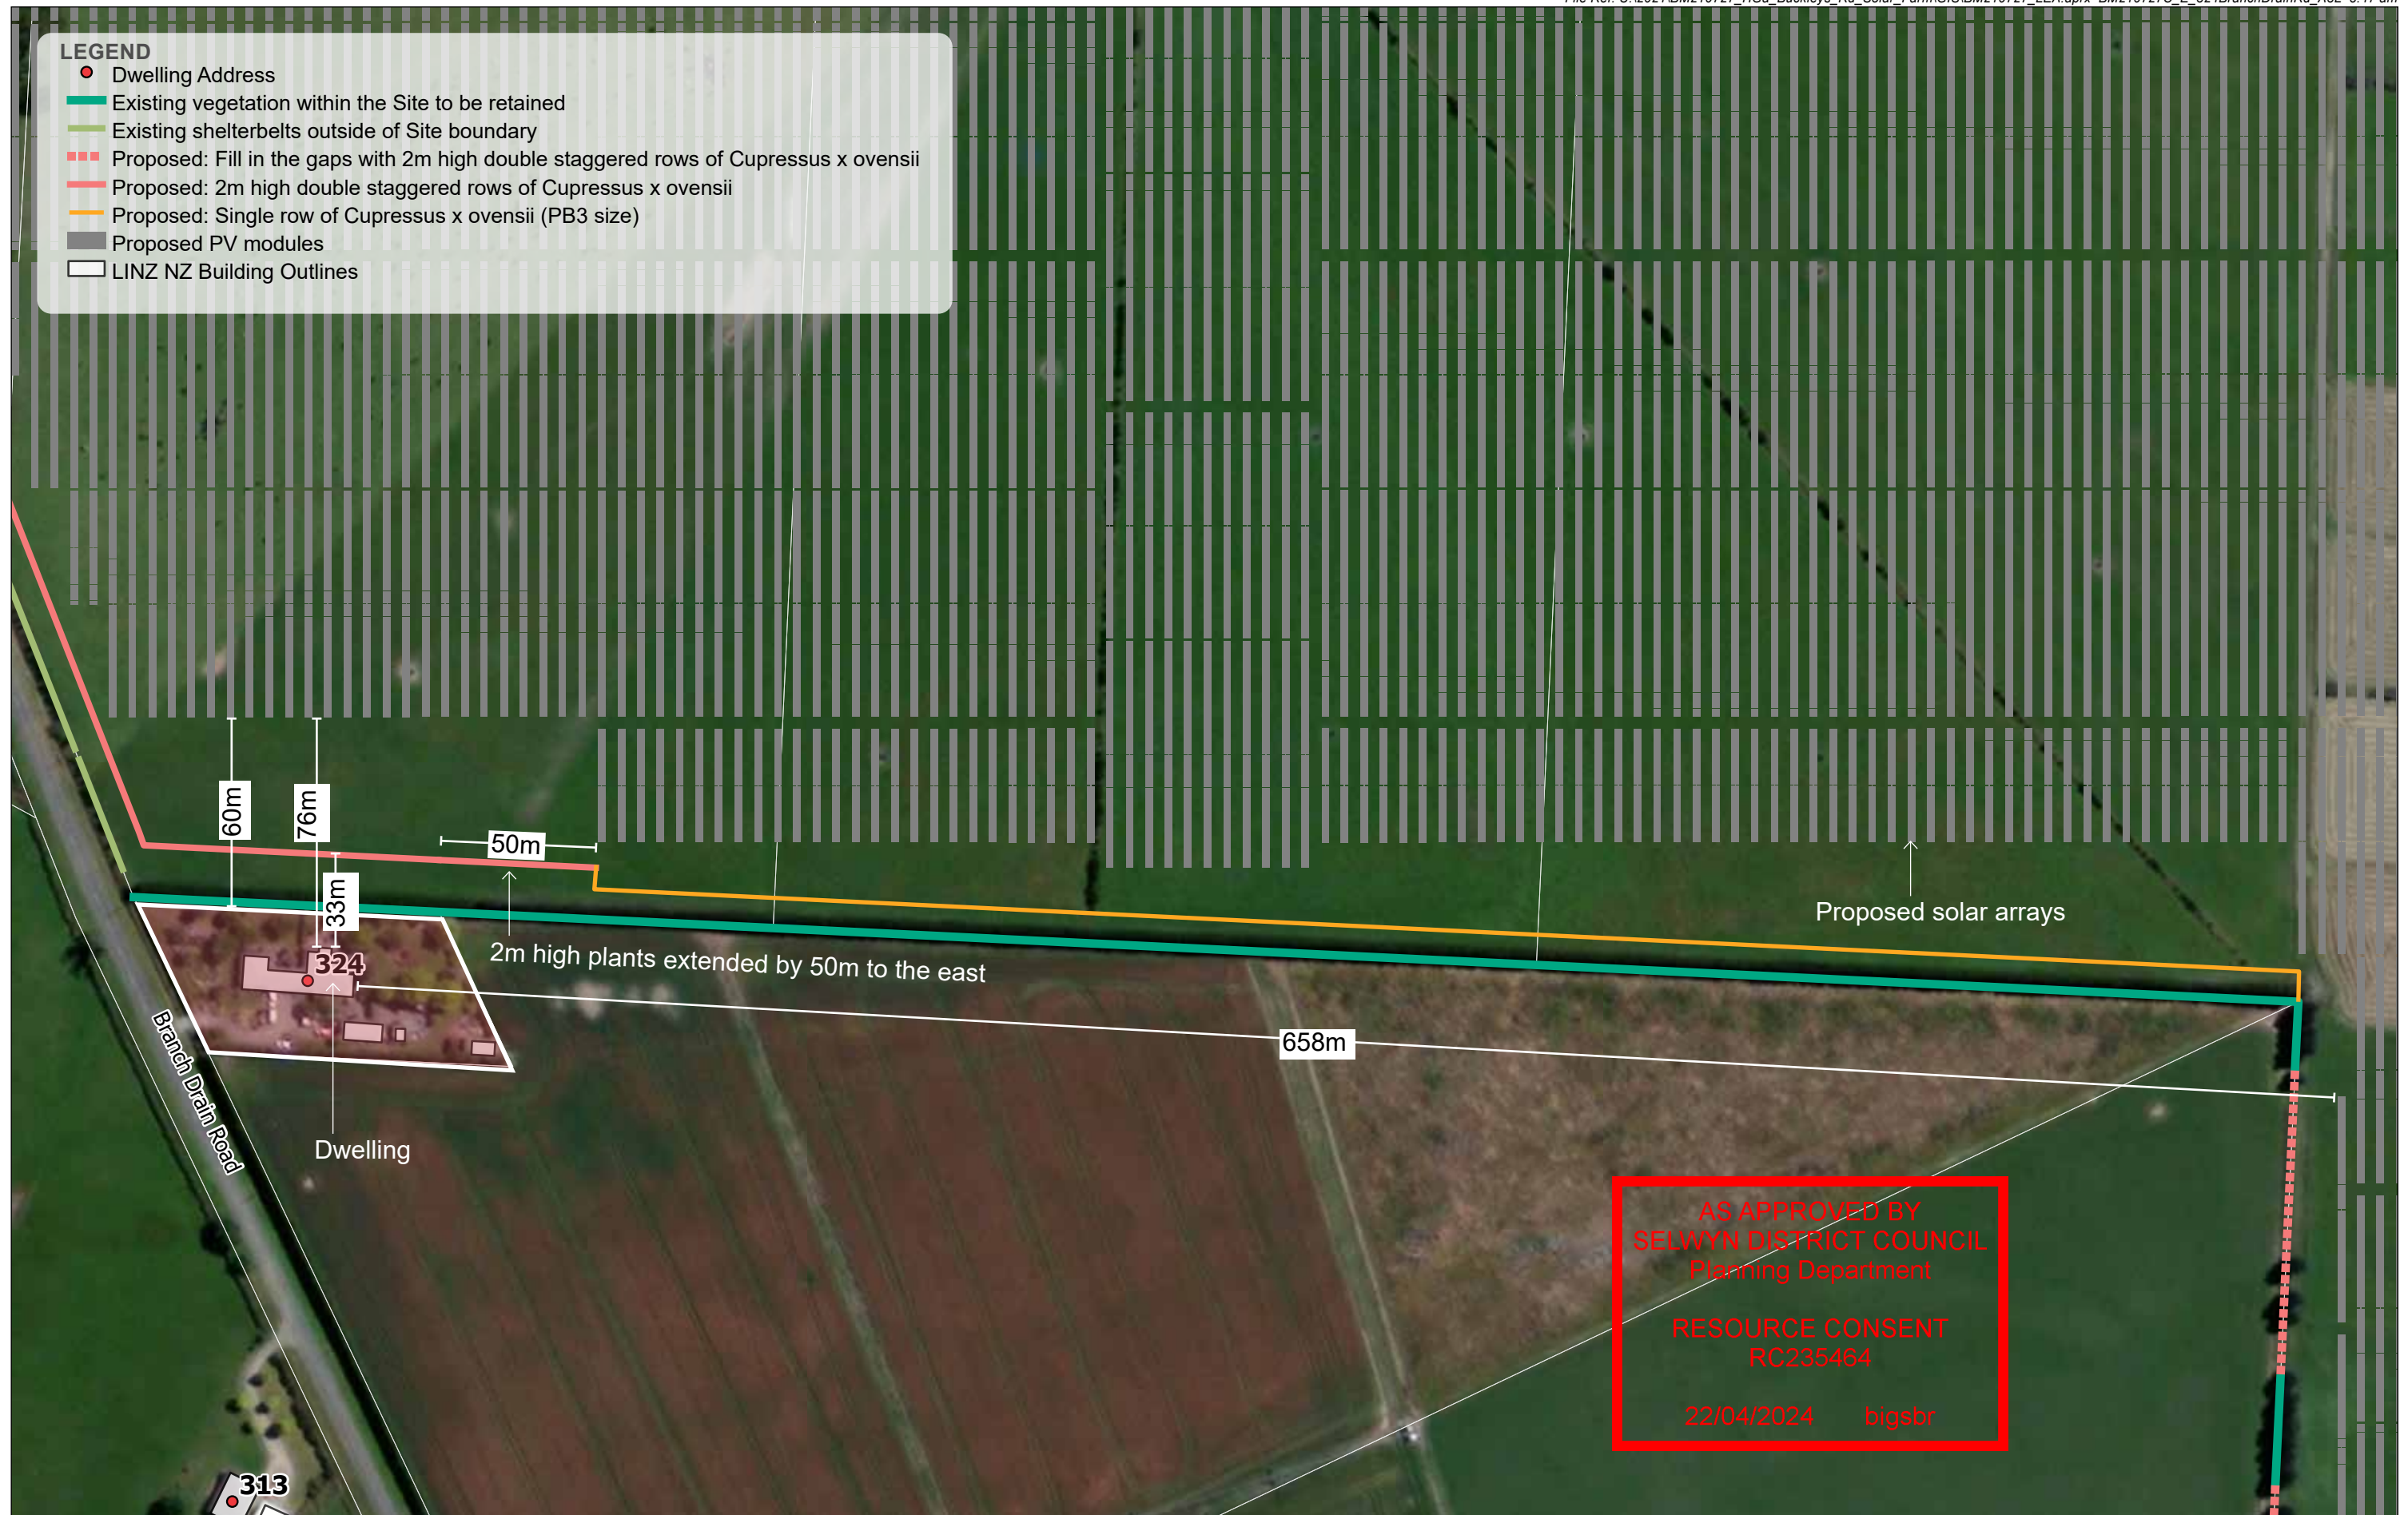 LEGEND
Dwelling Address
Existing vegetation within the Site to be retained
Existing shelterbelts outside of Site boundary
Proposed: Fill in the gaps with 2m high double staggered rows of Cupressus x ovensii
Proposed: 2m high double staggered rows of Cupressus x ovensii
Proposed: Single row of Cupressus x ovensii (PB3 size)
Proposed PV modules
LINZ NZ Building Outlines
60m
76m
50m
33m
Proposed solar arrays
2m high plants extended by 50m to the east
324
658m
Branch Drain Road
Dwelling
AS APPROVED BY
SELWYN DISTRICT COUNCIL
Planning Department
RESOURCE CONSENT
RC235464
22/04/2024 bigsbr
313